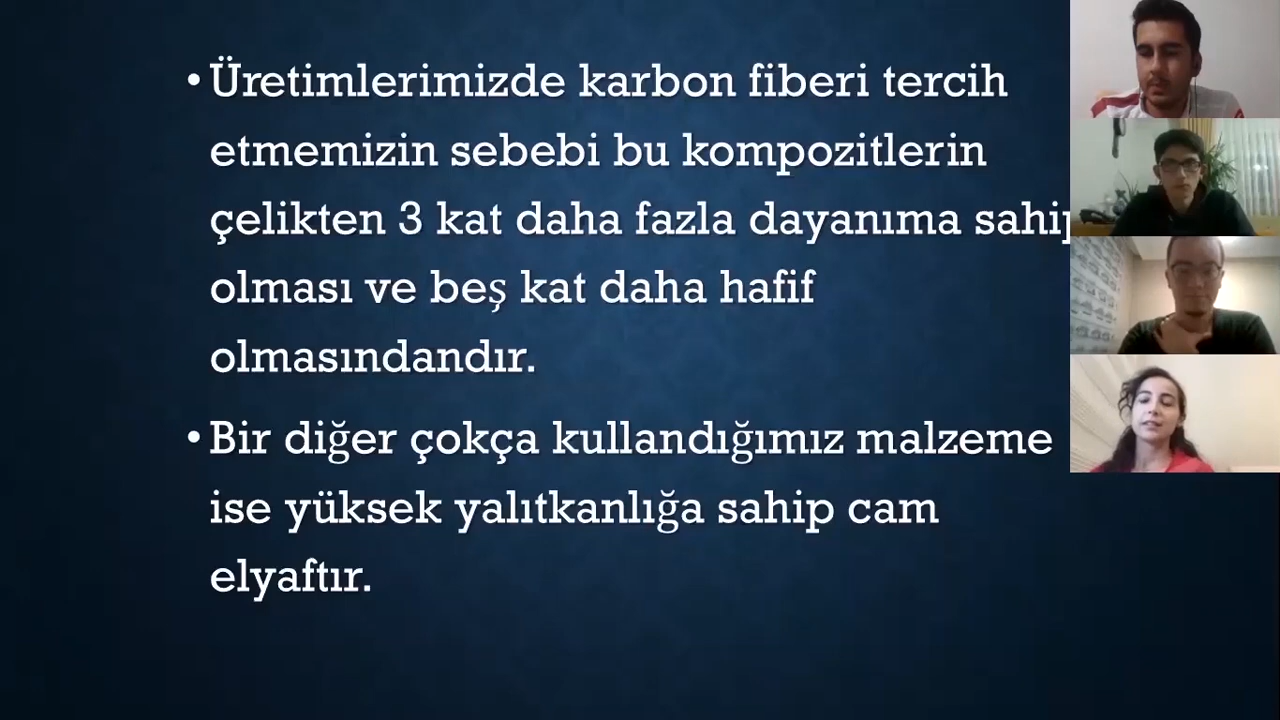 • Üretimlerimizde karbon fiberi tercih
etmemizin sebebi bu kompozitlerin
çelikten 3 kat daha fazla dayanıma sahip
olması ve beş kat daha hafif
olmasındandır.
• Bir diğer çokça kullandığımız malzeme
ise yüksek yalıtkanlığa sahip cam
elyaftır.